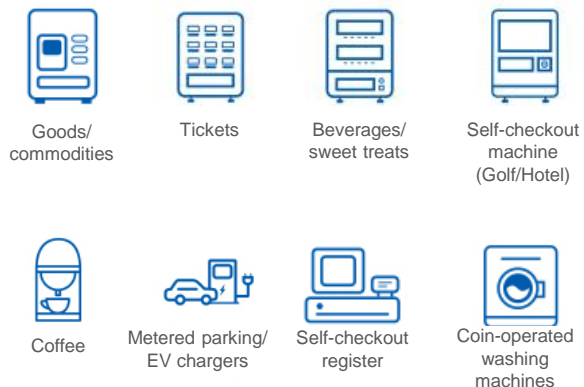 Goods/
commodities
Tickets
Beverages/
sweet treats
Self-checkout
machine
(Golf/Hotel)
Coffee
Metered parking/
EV chargers
Self-checkout
register
Coin-operated
washing
machines